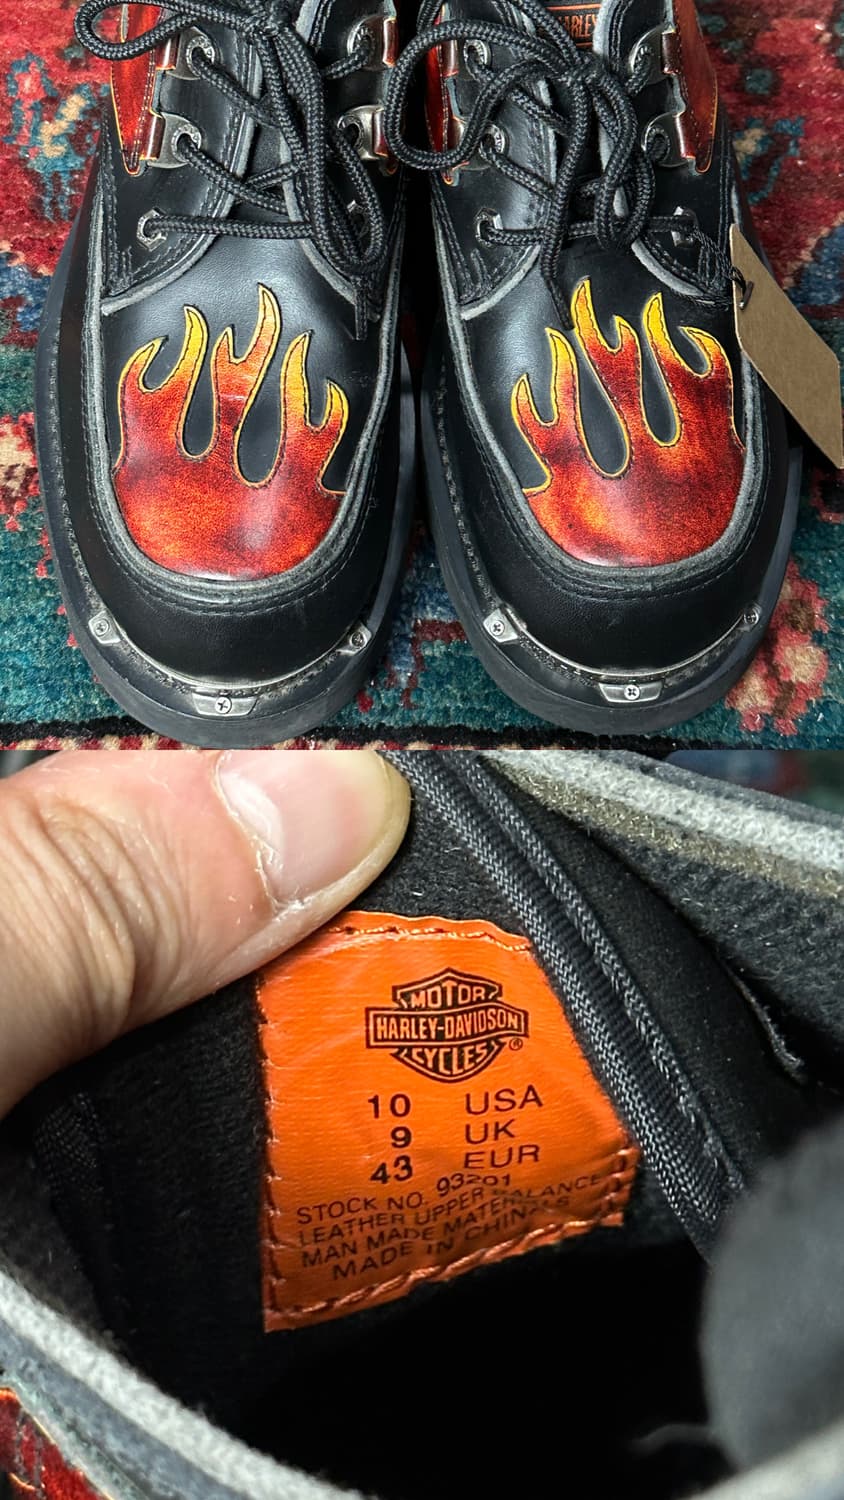 HARLEY
MOTOR
HARLEY-DAVIDSON
CYCLES®
10 USA
9 UK
43 EUR
STOCK NO. 93201
LEATHER UPPER BALANCE
MAN MADE MATERIALS
MADE IN CHINA